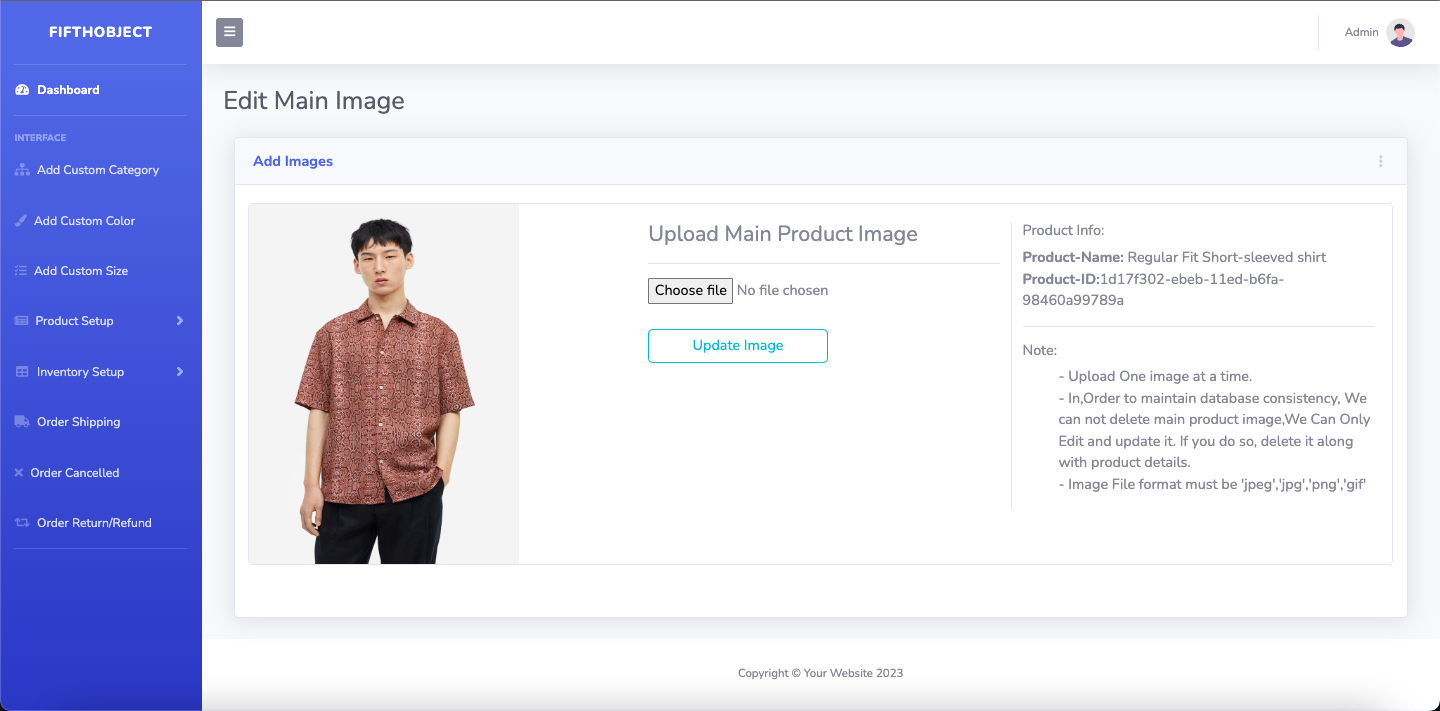 FIFTHOBJECT
Admin
Dashboard
INTERFACE
Add Custom Category
Add Custom Color
Add Custom Size
Product Setup
Inventory Setup
Order Shipping
Order Cancelled
Order Return/Refund
Edit Main Image
Add Images
Upload Main Product Image
Choose file No file chosen
Update Image
Product Info:
Product-Name: Regular Fit Short-sleeved shirt
Product-ID:1d17f302-ebeb-11ed-b6fa-
98460a99789a
Note:
- Upload One image at a time.
- In,Order to maintain database consistency, We
can not delete main product image,We Can Only
Edit and update it. If you do so, delete it along
with product details.
- Image File format must be 'jpeg','jpg','png','gif'
Copyright © Your Website 2023